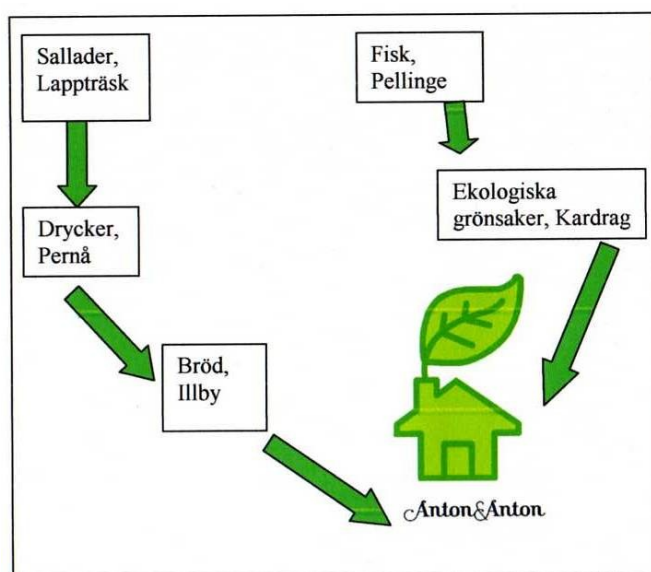 Sallader,
Lappträsk
Fisk,
Pellinge
Ekologiska
grönsaker, Kardrag
Drycker,
Pernå
Bröd,
Illby
Anton&Anton